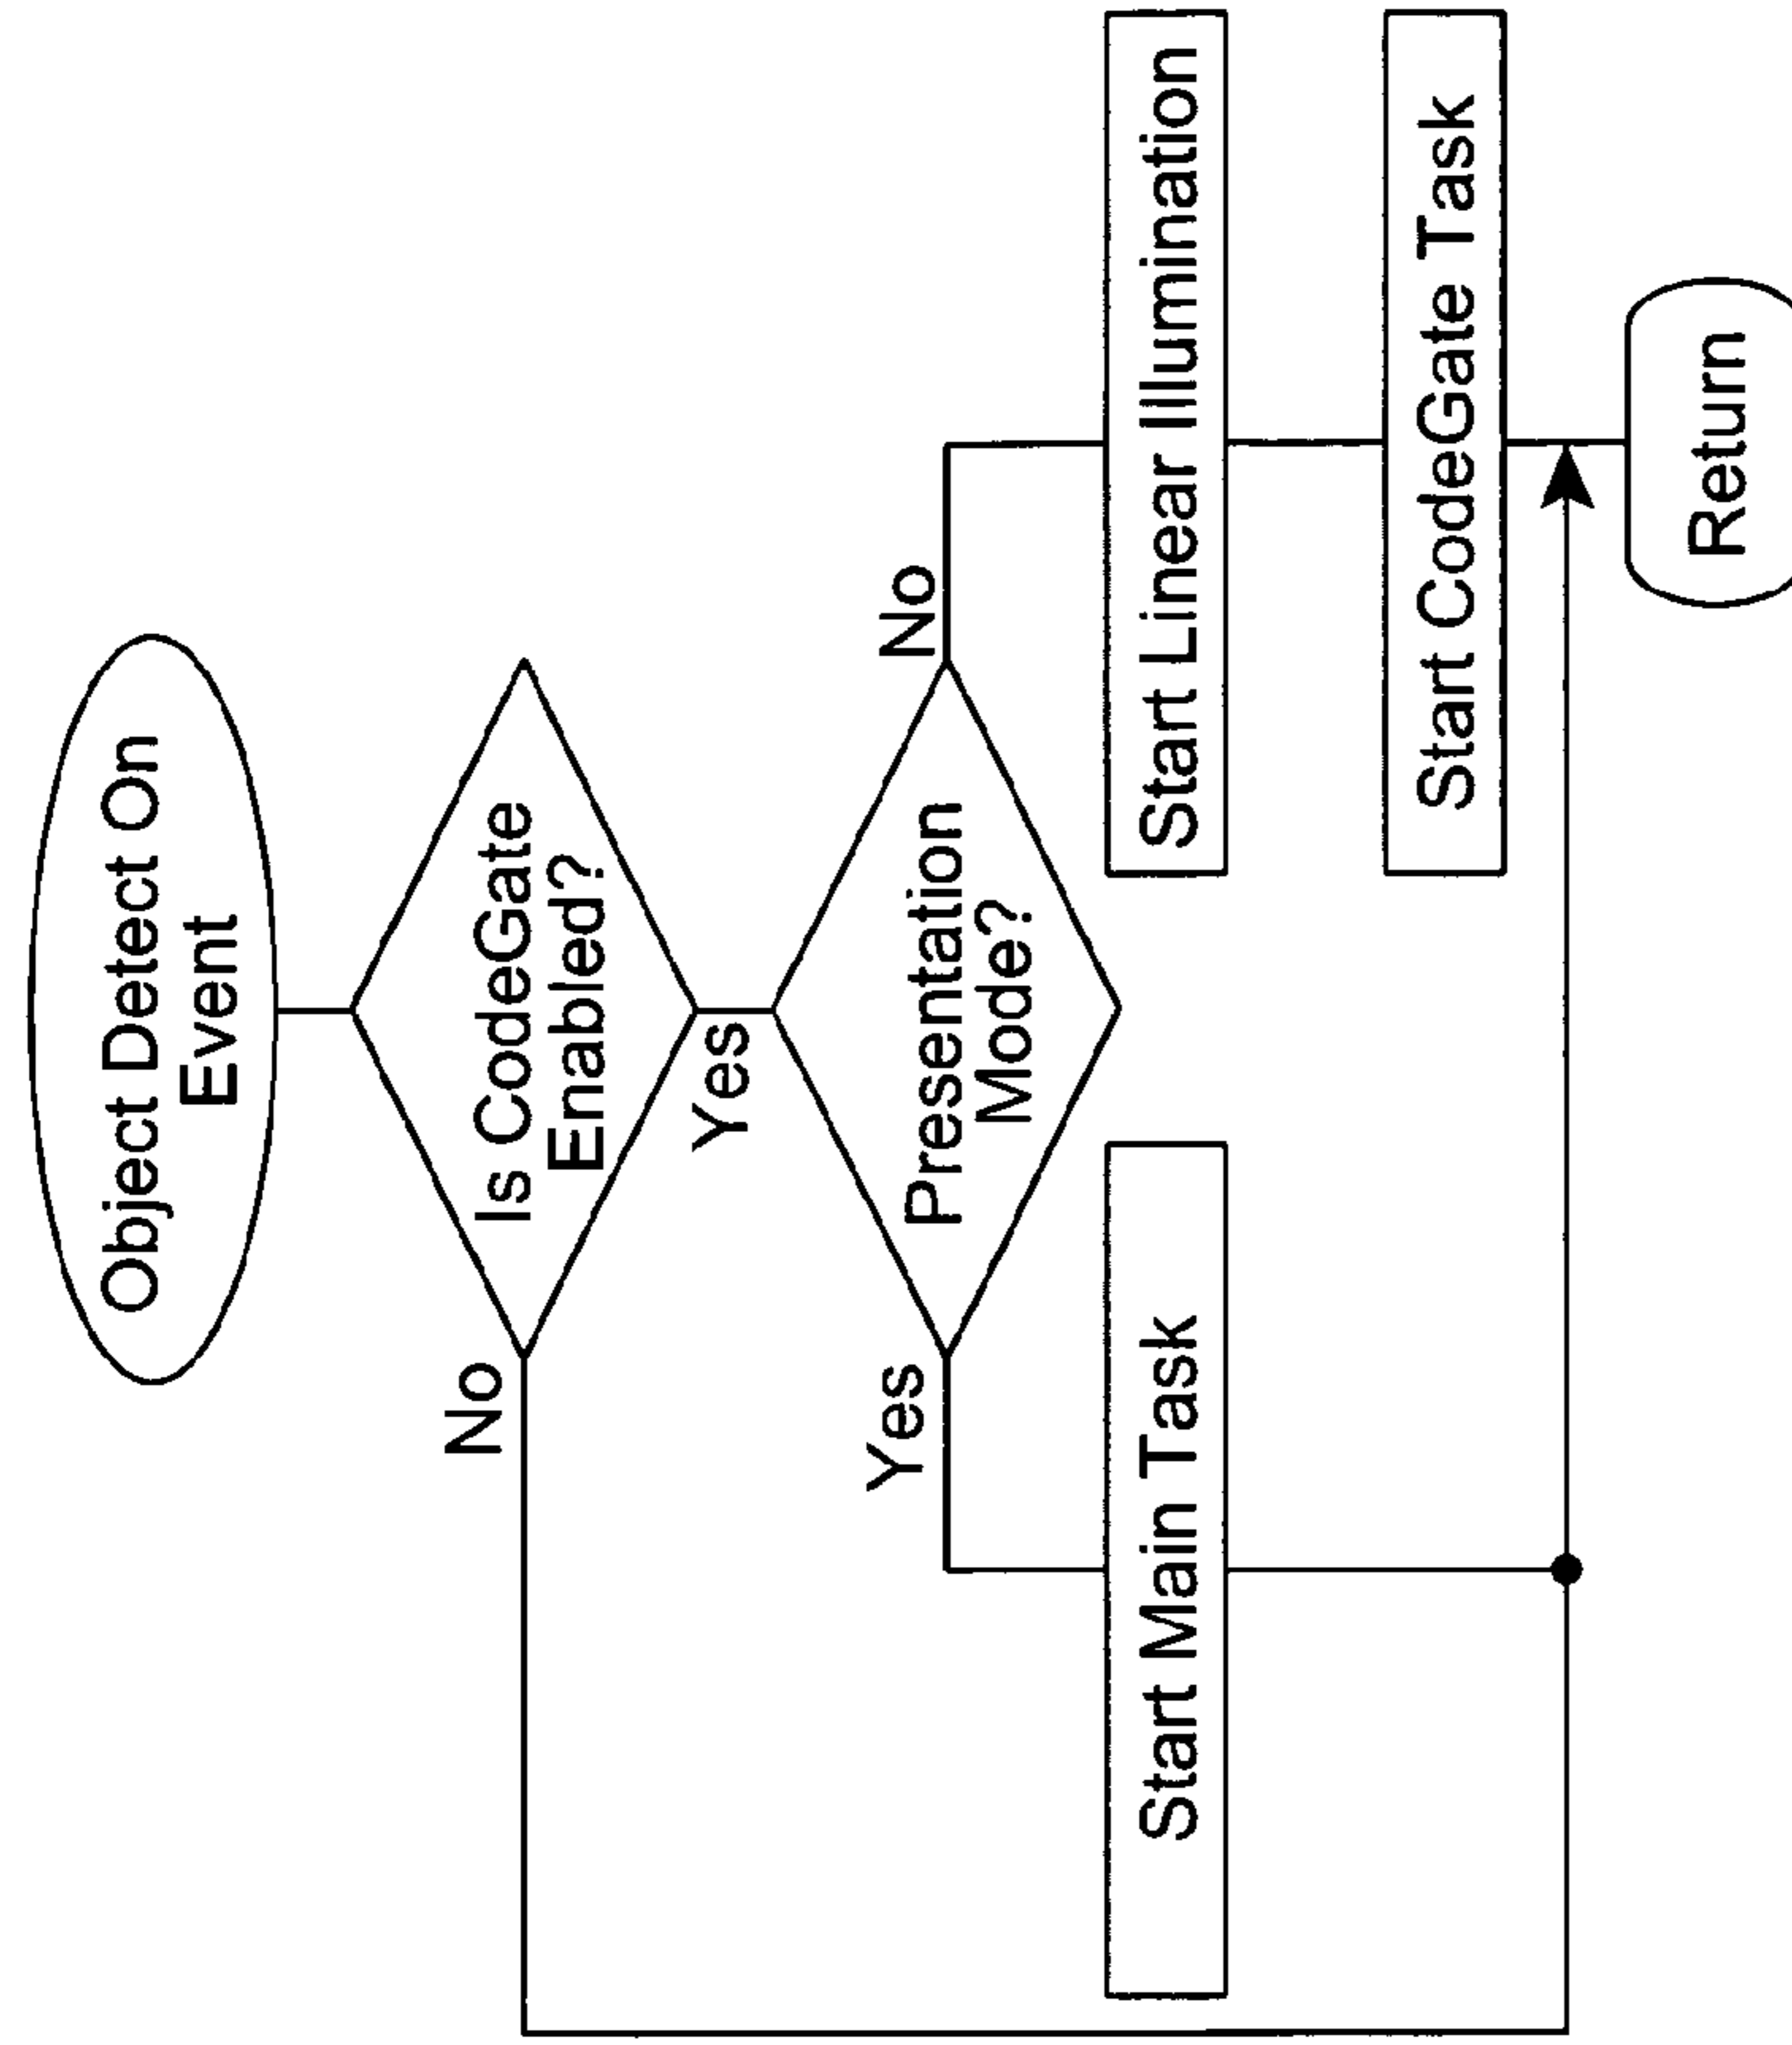 Object Detect On
Event
Is CodeGate
Enabled?
No
Yes
Presentation
Mode?
Yes
No
Start Main Task
Start Linear Illumination
Start CodeGate Task
Return